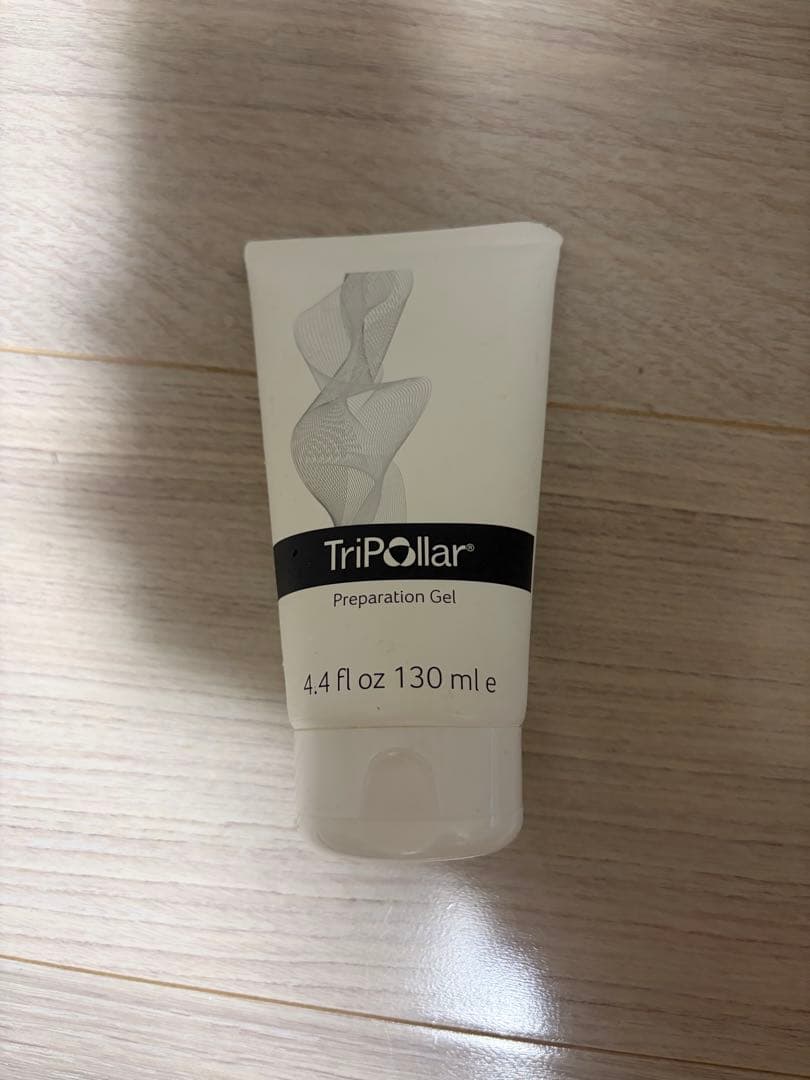 TriPollar®
Preparation Gel
4.4 fl oz 130 ml e